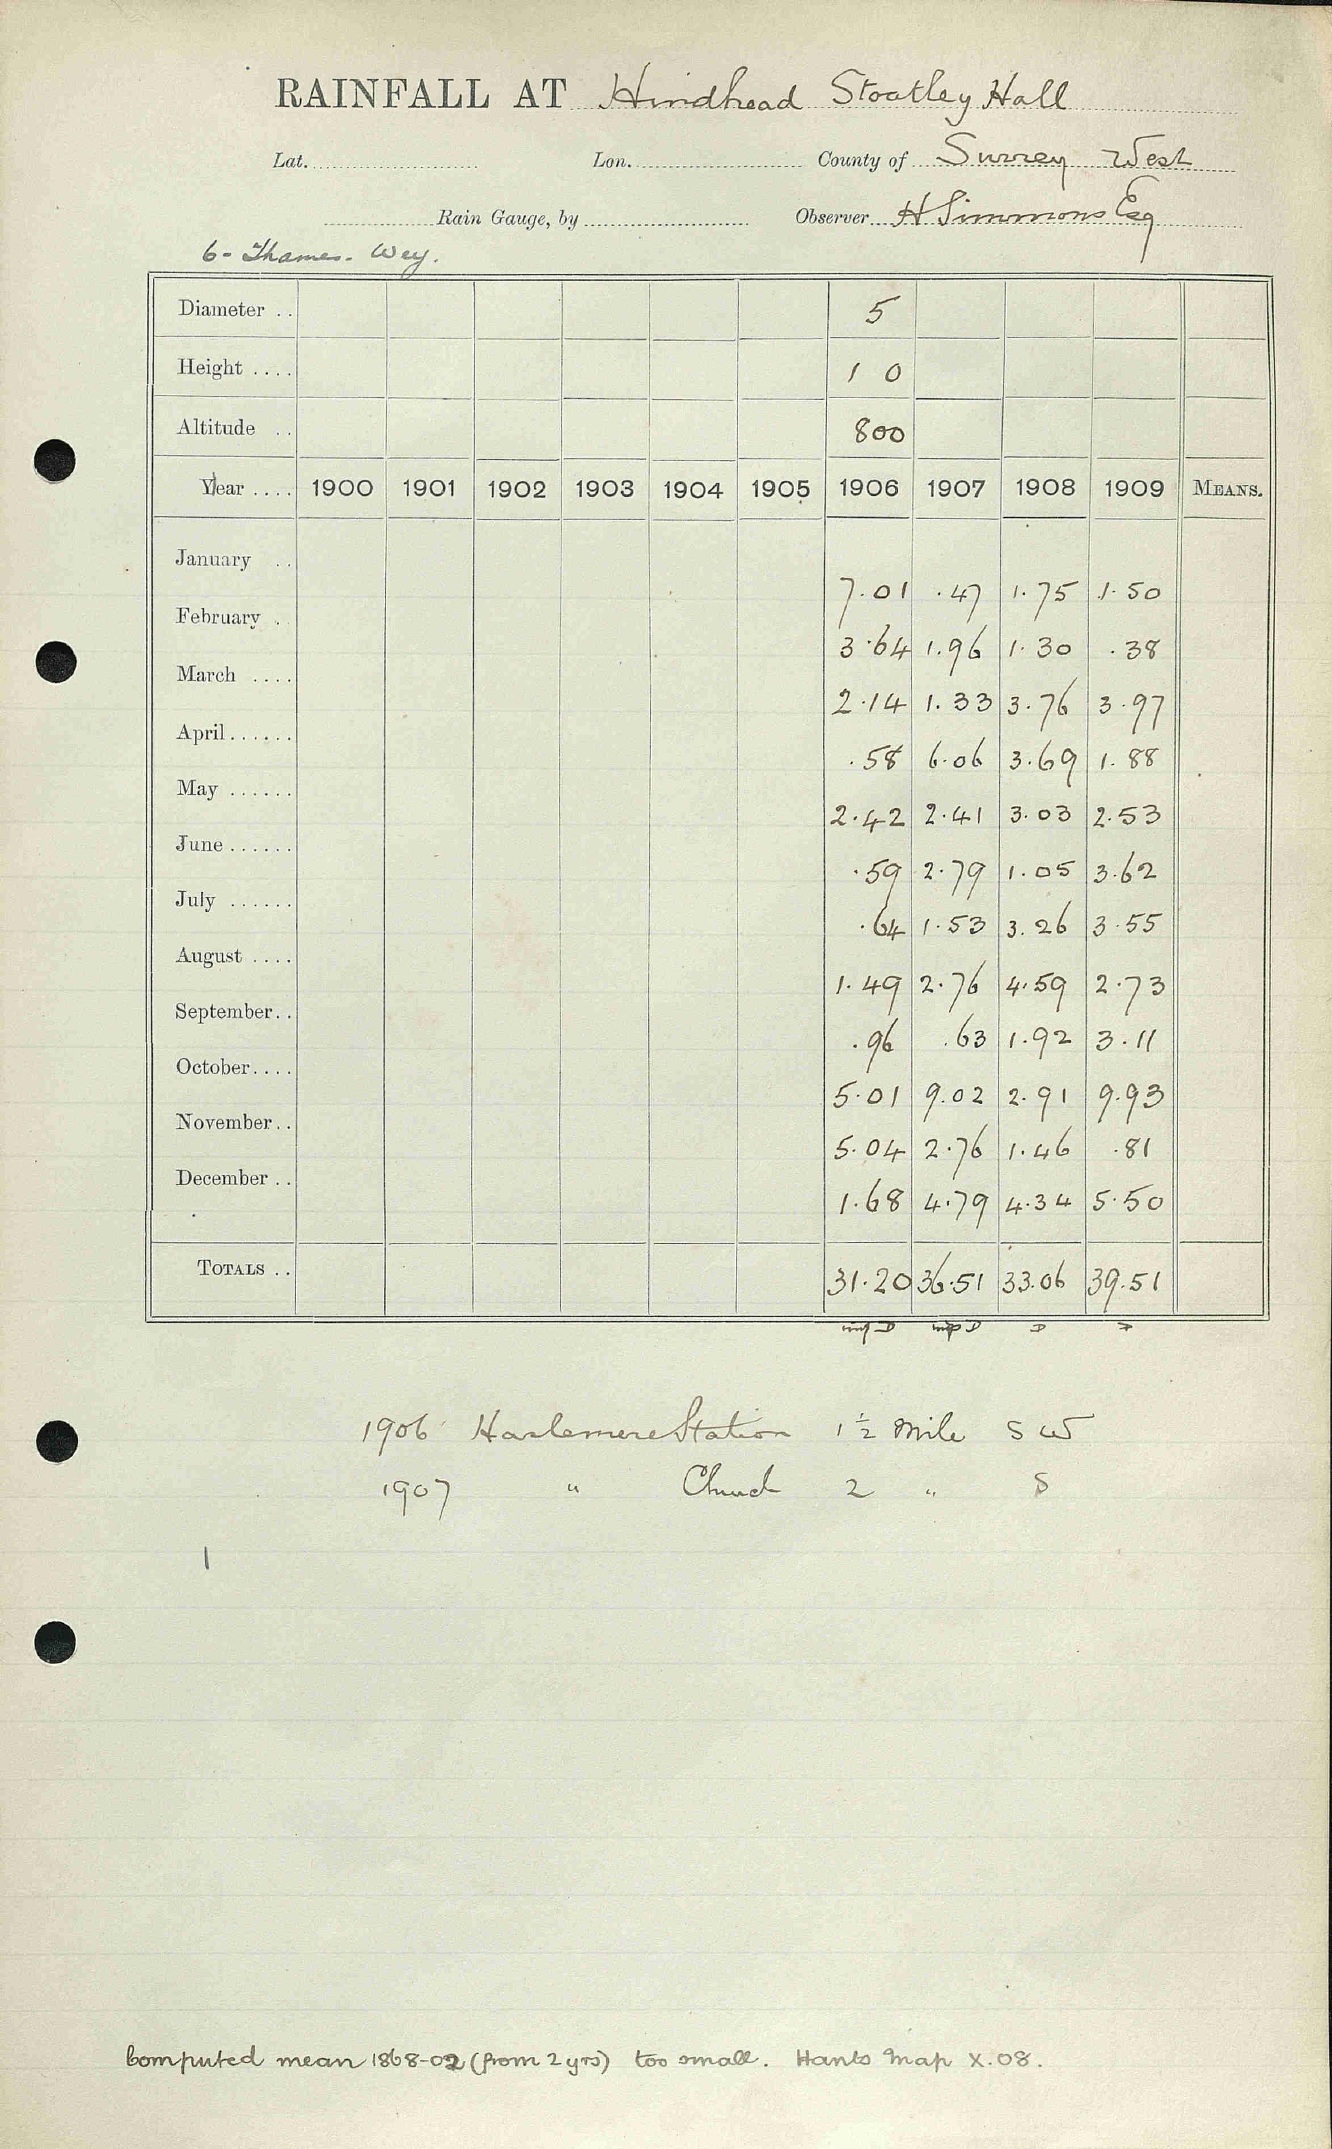 RAINFALL AT Hindhead Stoatley Hall
Lat. Lon. County of Surrey West
Rain Gauge, by Observer H Simmons Esq
6 - Thames - Wey.
Diameter .. 5
Height .... 1 0
Altitude .. 800
Year .... 1900 1901 1902 1903 1904 1905 1906 1907 1908 1909 MEANS.
January .. 7.01 .47 1.75 1.50
February . 3.64 1.96 1.30 .38
March .... 2.14 1.33 3.76 3.97
April...... .58 6.06 3.69 1.88
May ...... 2.42 2.41 3.03 2.53
June...... .59 2.79 1.05 3.62
July ...... .64 1.53 3.26 3.55
August .... 1.49 2.76 4.59 2.73
September.. .96 .63 1.92 3.11
October.... 5.01 9.02 2.91 9.93
November.. 5.04 2.76 1.46 .81
December .. 1.68 4.79 4.34 5.50
TOTALS .. 31.20 36.51 33.06 39.51
1906 Haslemere Station 1½ Mile S W
1907 " Church 2 " S
Computed mean 1868-02 (from 2 yrs) too small. Hants Map X.08.